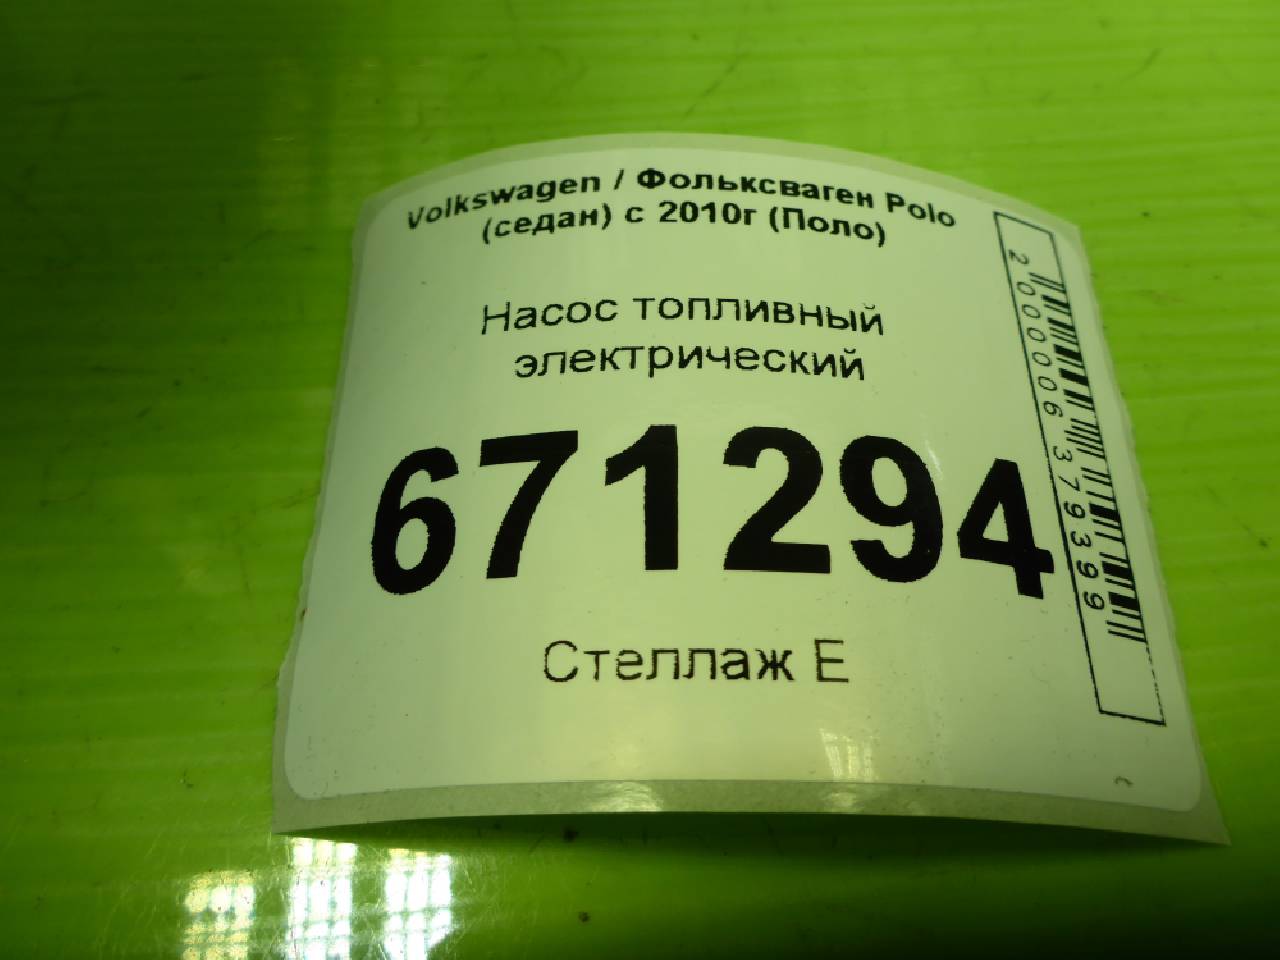 Volkswagen / Фольксваген Polo
(седан) с 2010г (Поло)
Насос топливный
электрический
671294
Стеллаж E
2000006379399